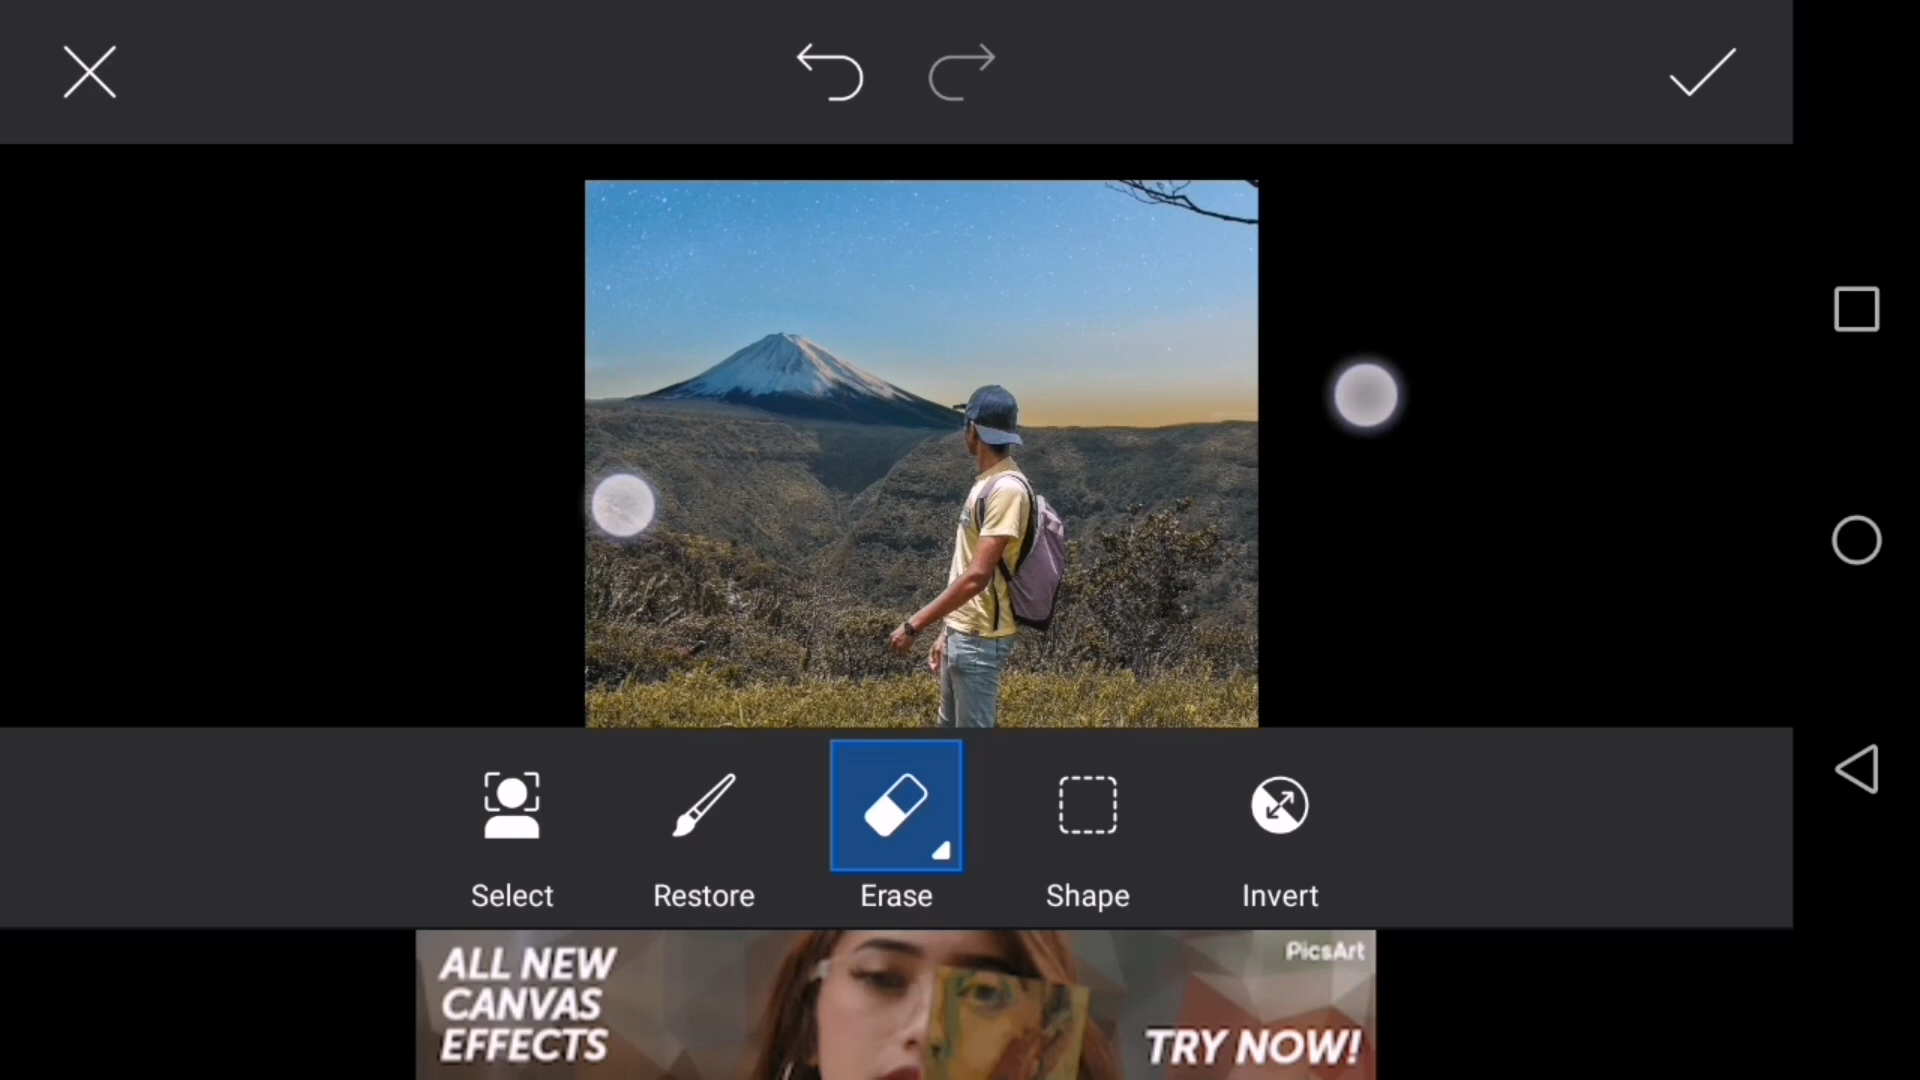 Select
Restore
Erase
Shape
Invert
ALL NEW
CANVAS
EFFECTS
PicsArt
TRY NOW!